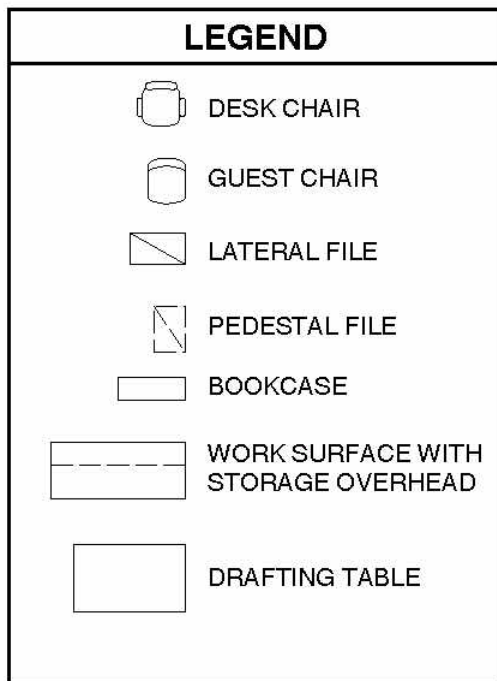 LEGEND
DESK CHAIR
GUEST CHAIR
LATERAL FILE
PEDESTAL FILE
BOOKCASE
WORK SURFACE WITH
STORAGE OVERHEAD
DRAFTING TABLE